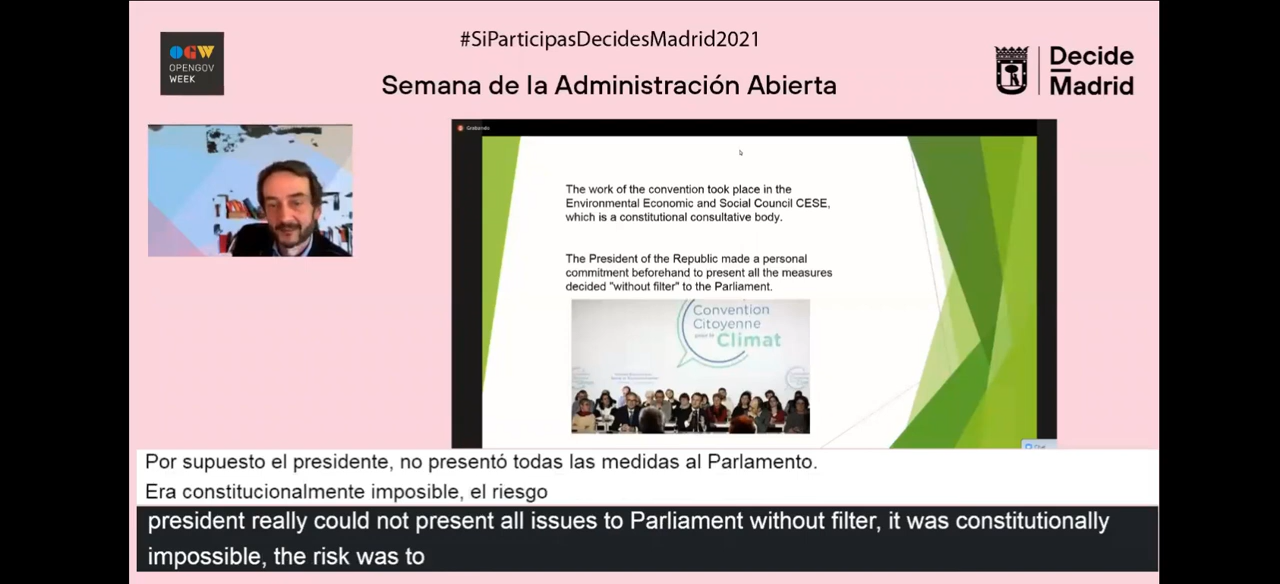 #SiParticipasDecidesMadrid2021
OGW
OPENGOV
WEEK
Semana de la Administración Abierta
Decide
Madrid
Grabando
The work of the convention took place in the
Environmental Economic and Social Council CESE,
which is a constitutional consultative body.
The President of the Republic made a personal
commitment beforehand to present all the measures
decided "without filter" to the Parliament.
Convention
Citoyenne
pour le
Climat
Por supuesto el presidente, no presentó todas las medidas al Parlamento.
Era constitucionalmente imposible, el riesgo
president really could not present all issues to Parliament without filter, it was constitutionally
impossible, the risk was to